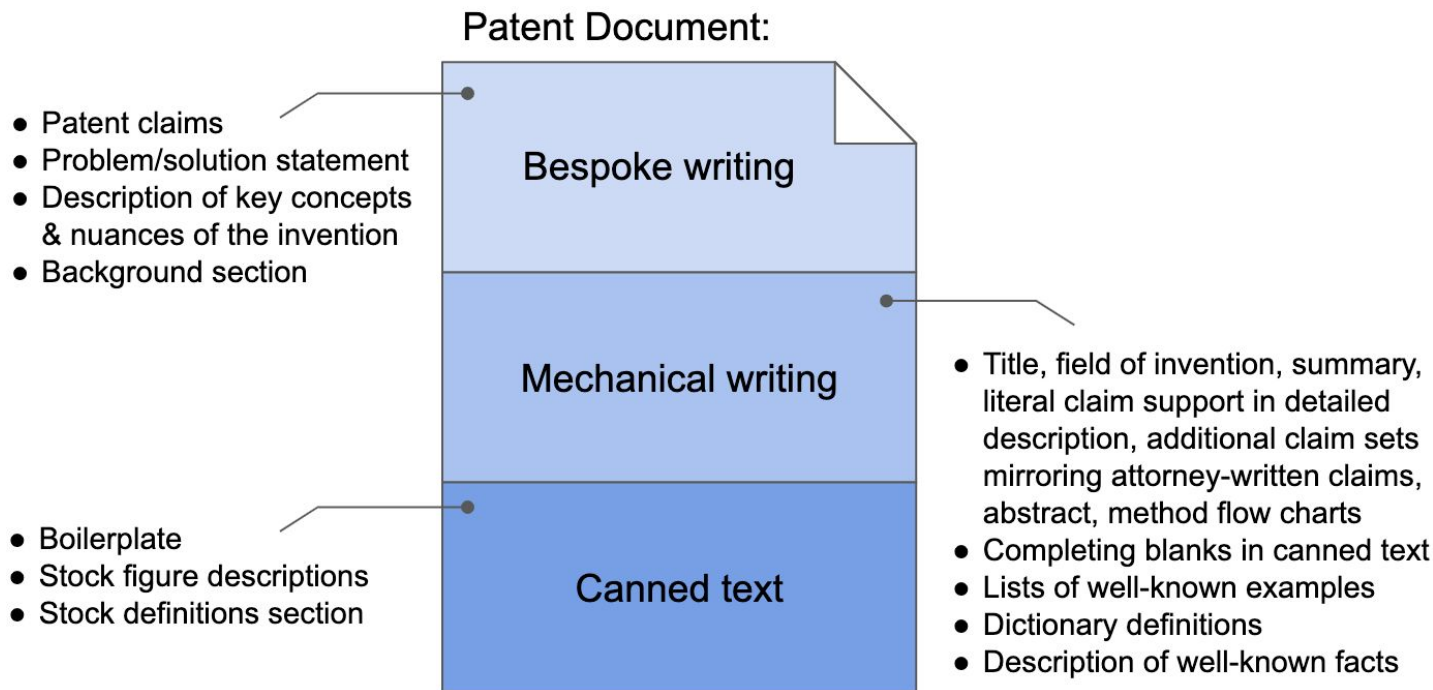 Patent Document:
● Patent claims
● Problem/solution statement
● Description of key concepts
& nuances of the invention
● Background section
Bespoke writing
Mechanical writing
● Title, field of invention, summary,
literal claim support in detailed
description, additional claim sets
mirroring attorney-written claims,
abstract, method flow charts
● Completing blanks in canned text
● Lists of well-known examples
● Dictionary definitions
● Description of well-known facts
● Boilerplate
● Stock figure descriptions
● Stock definitions section
Canned text